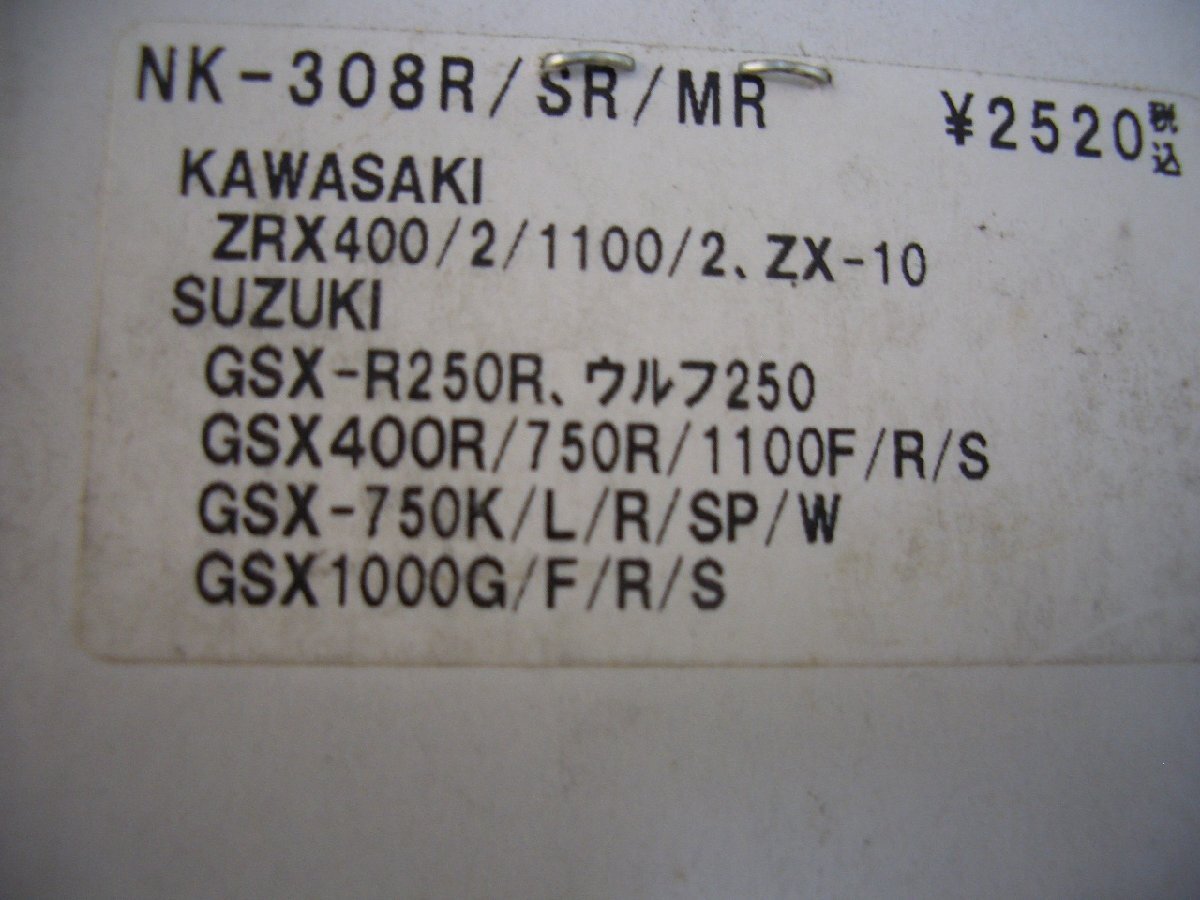 NK-308R/SR/MR ¥2520税込
KAWASAKI
ZRX400/2/1100/2、ZX-10
SUZUKI
GSX-R250R、ウルフ250
GSX400R/750R/1100F/R/S
GSX-750K/L/R/SP/W
GSX1000G/F/R/S